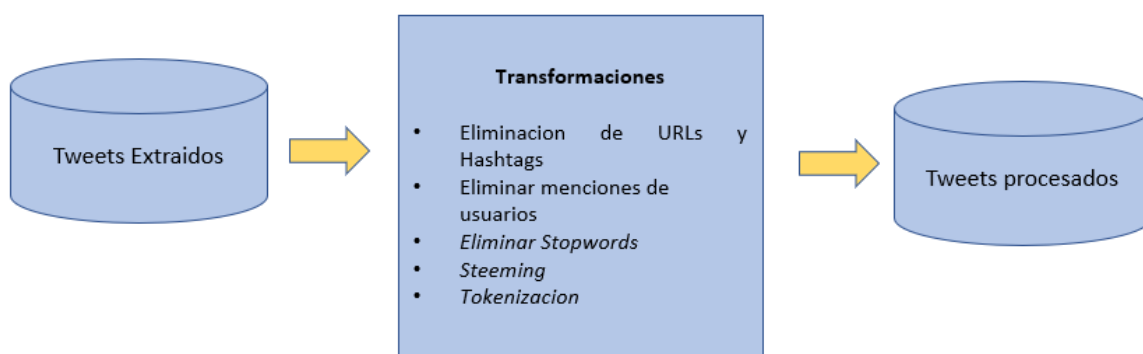 Tweets Extraidos
Transformaciones
• Eliminacion de URLs y
Hashtags
• Eliminar menciones de
usuarios
• Eliminar Stopwords
• Steeming
• Tokenizacion
Tweets procesados